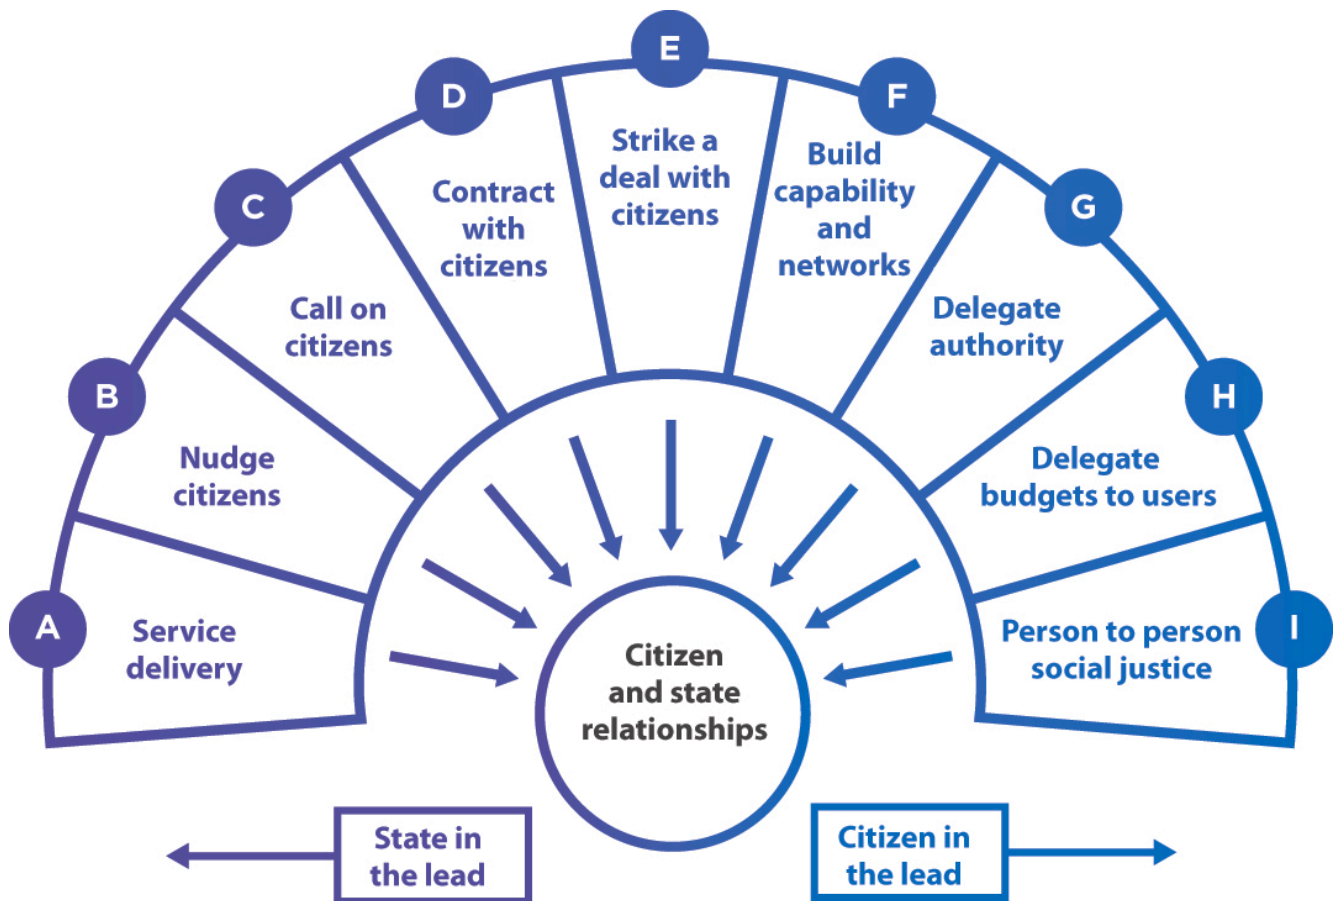 A
Service
delivery
B
Nudge
citizens
C
Call on
citizens
D
Contract
with
citizens
E
Strike a
deal with
citizens
F
Build
capability
and
networks
G
Delegate
authority
H
Delegate
budgets to users
I
Person to person
social justice
Citizen
and state
relationships
State in
the lead
Citizen in
the lead